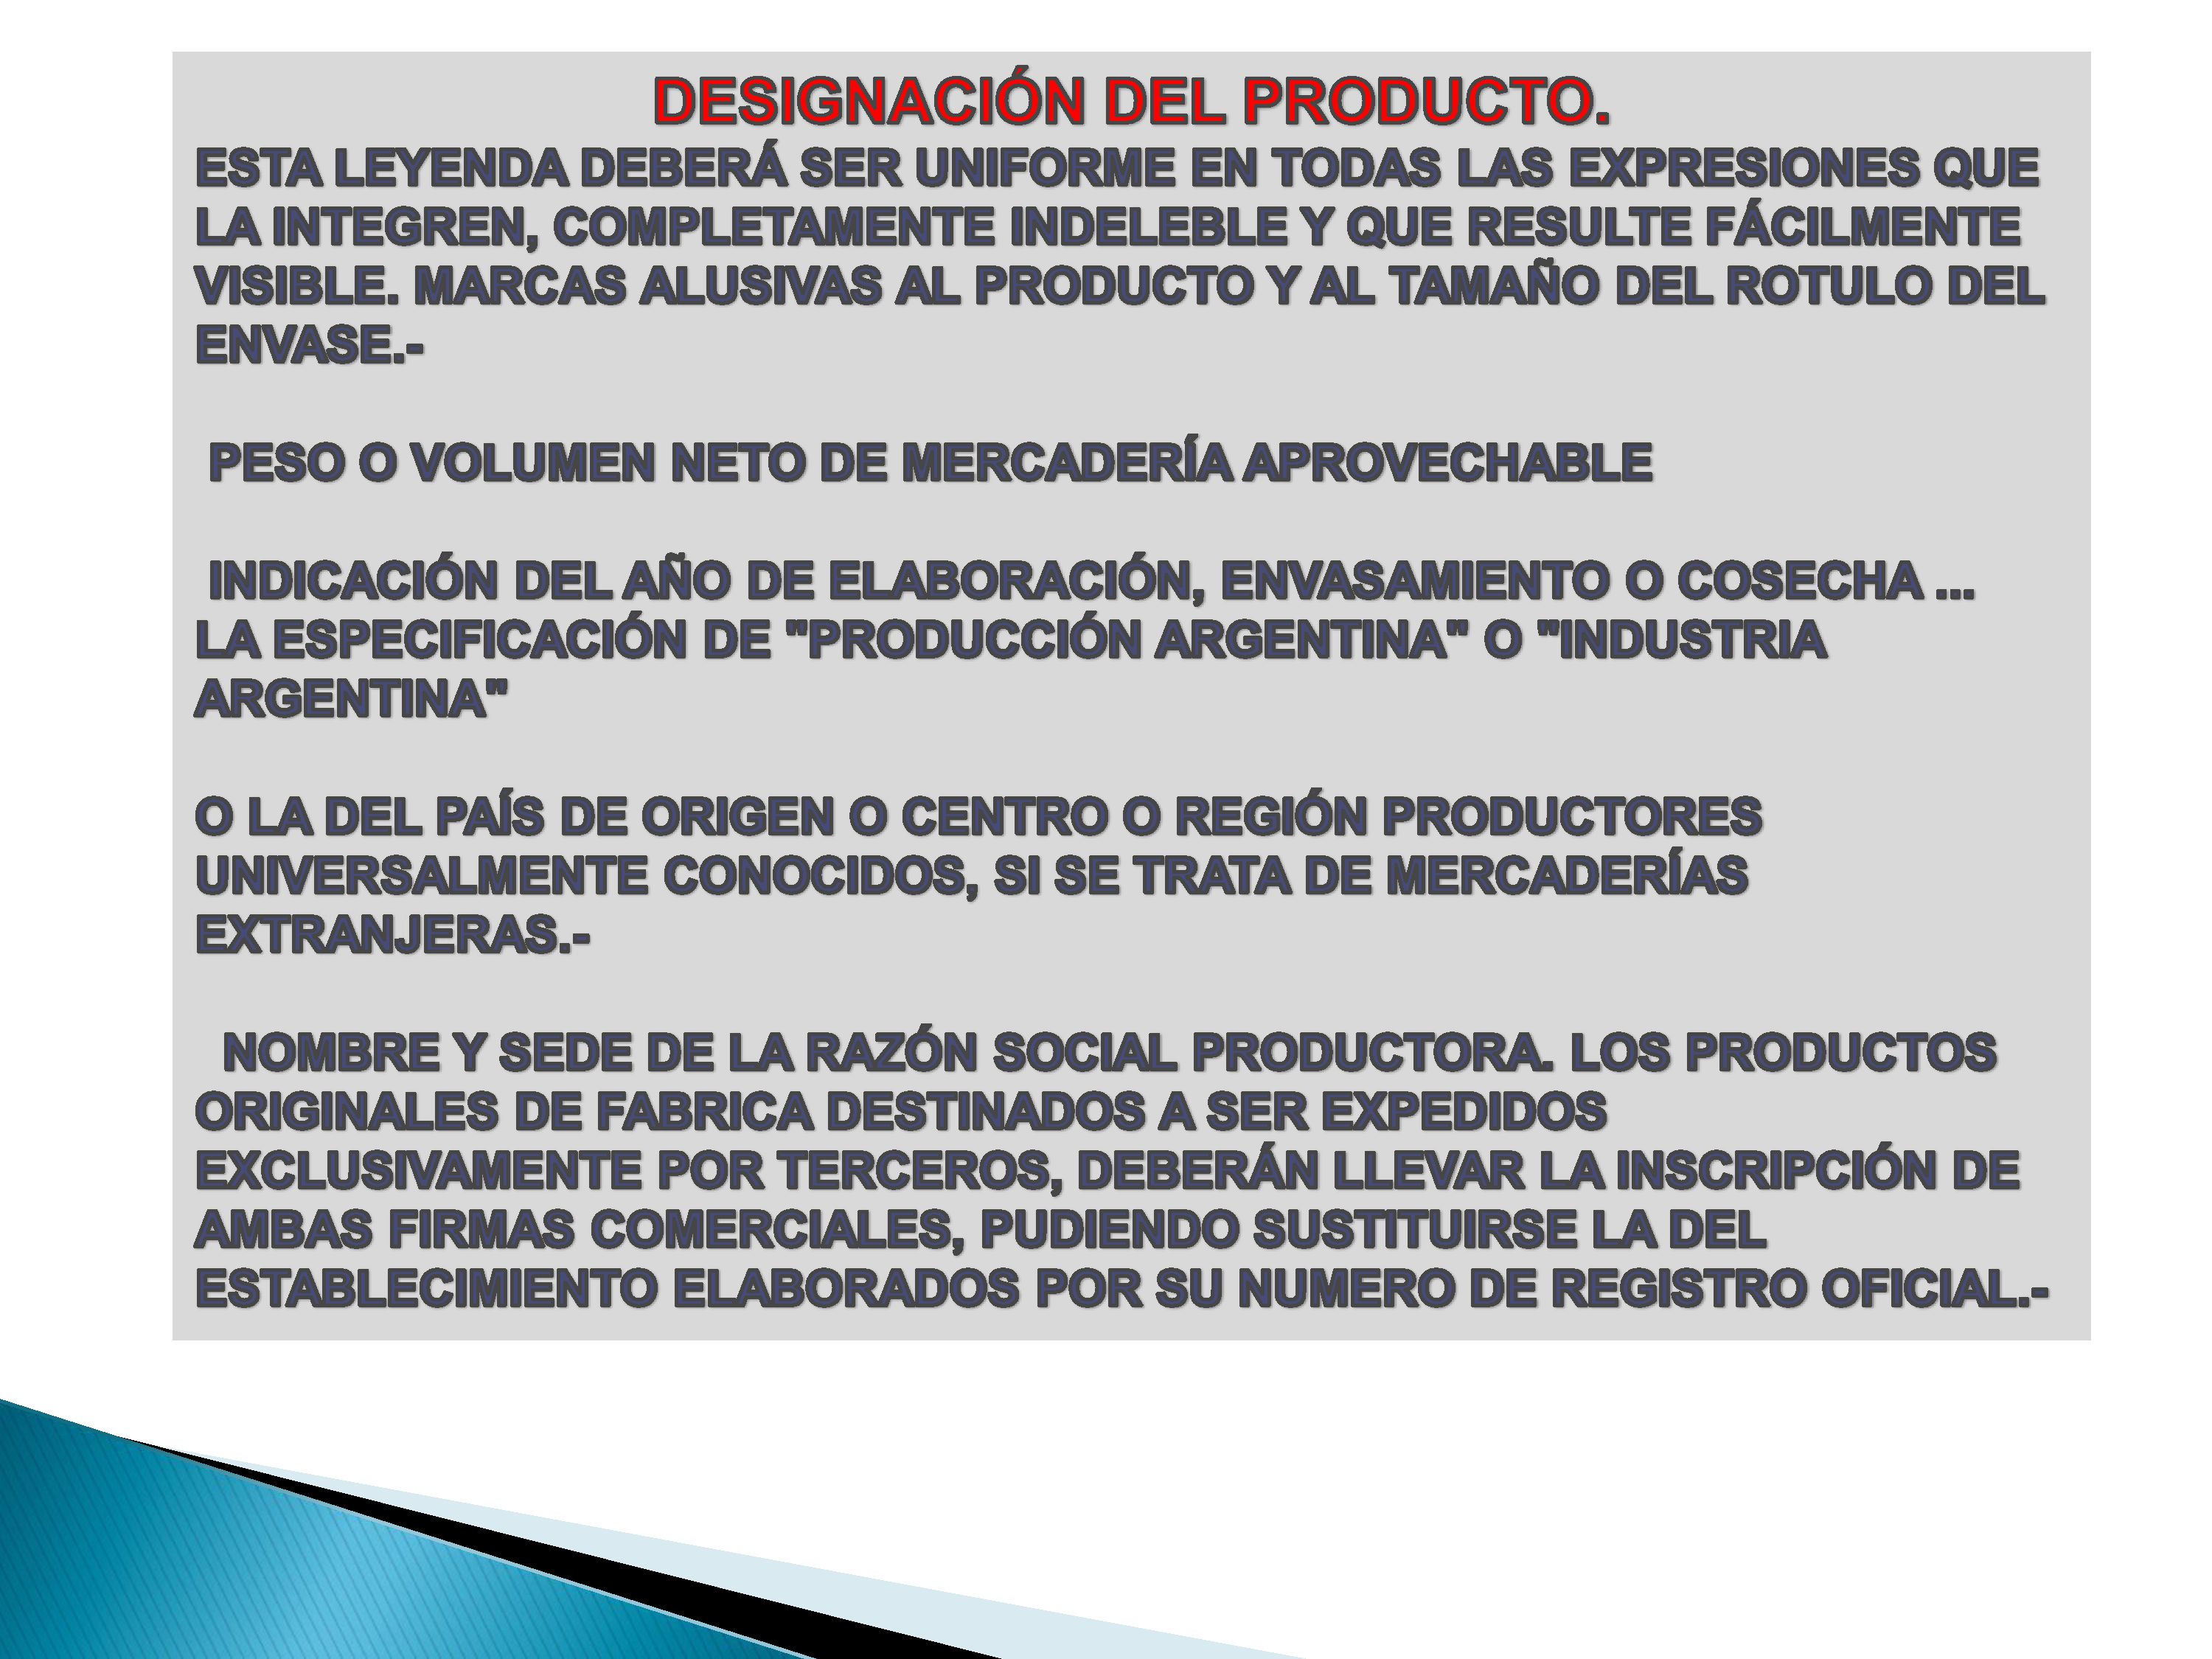 DESIGNACIÓN DEL PRODUCTO.
ESTA LEYENDA DEBERÁ SER UNIFORME EN TODAS LAS EXPRESIONES QUE
LA INTEGREN, COMPLETAMENTE INDELEBLE Y QUE RESULTE FÁCILMENTE
VISIBLE. MARCAS ALUSIVAS AL PRODUCTO Y AL TAMAÑO DEL ROTULO DEL
ENVASE.-
PESO O VOLUMEN NETO DE MERCADERÍA APROVECHABLE
INDICACIÓN DEL AÑO DE ELABORACIÓN, ENVASAMIENTO O COSECHA ...
LA ESPECIFICACIÓN DE "PRODUCCIÓN ARGENTINA" O "INDUSTRIA
ARGENTINA"
O LA DEL PAÍS DE ORIGEN O CENTRO O REGIÓN PRODUCTORES
UNIVERSALMENTE CONOCIDOS, SI SE TRATA DE MERCADERÍAS
EXTRANJERAS.-
NOMBRE Y SEDE DE LA RAZÓN SOCIAL PRODUCTORA. LOS PRODUCTOS
ORIGINALES DE FABRICA DESTINADOS A SER EXPEDIDOS
EXCLUSIVAMENTE POR TERCEROS, DEBERÁN LLEVAR LA INSCRIPCIÓN DE
AMBAS FIRMAS COMERCIALES, PUDIENDO SUSTITUIRSE LA DEL
ESTABLECIMIENTO ELABORADOS POR SU NUMERO DE REGISTRO OFICIAL.-